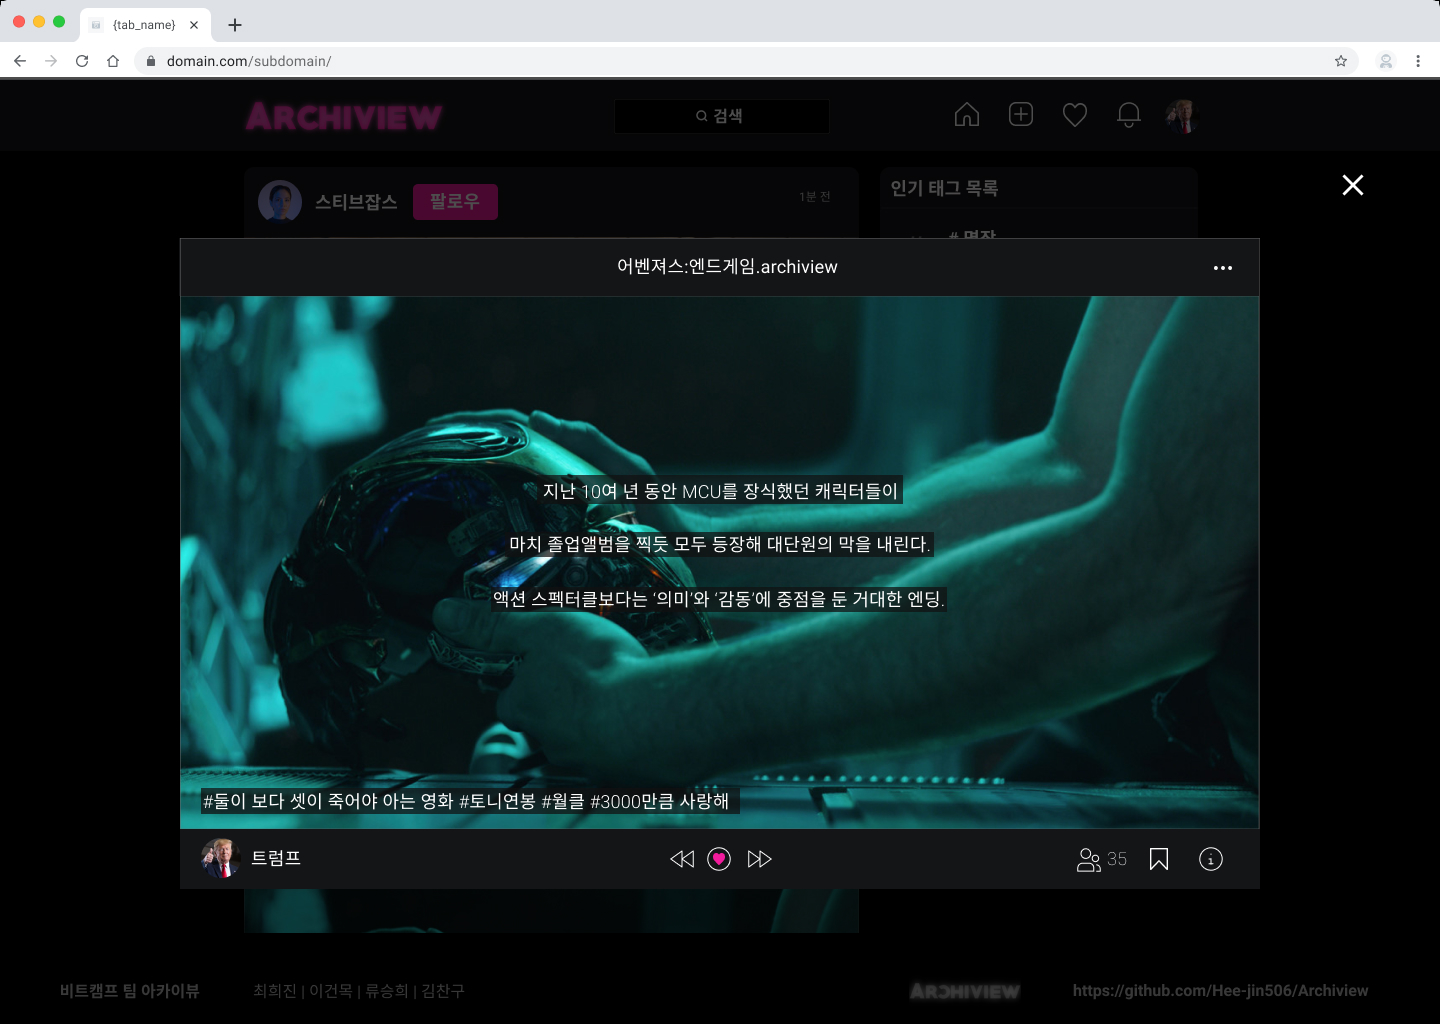 {tab_name}
domain.com/subdomain/
ARCHIVIEW
검색
스티브잡스
팔로우
1분 전
인기 태그 목록
# 명작
어벤져스:엔드게임.archiview
지난 10여 년 동안 MCU를 장식했던 캐릭터들이
마치 졸업앨범을 찍듯 모두 등장해 대단원의 막을 내린다.
액션 스펙터클보다는 ‘의미’와 ‘감동’에 중점을 둔 거대한 엔딩.
#둘이 보다 셋이 죽어야 아는 영화 #토니연봉 #월클 #3000만큼 사랑해
트럼프
35
비트캠프 팀 아카이뷰
최희진 | 이건목 | 류승희 | 김찬구
ARCHIVIEW
https://github.com/Hee-jin506/Archiview